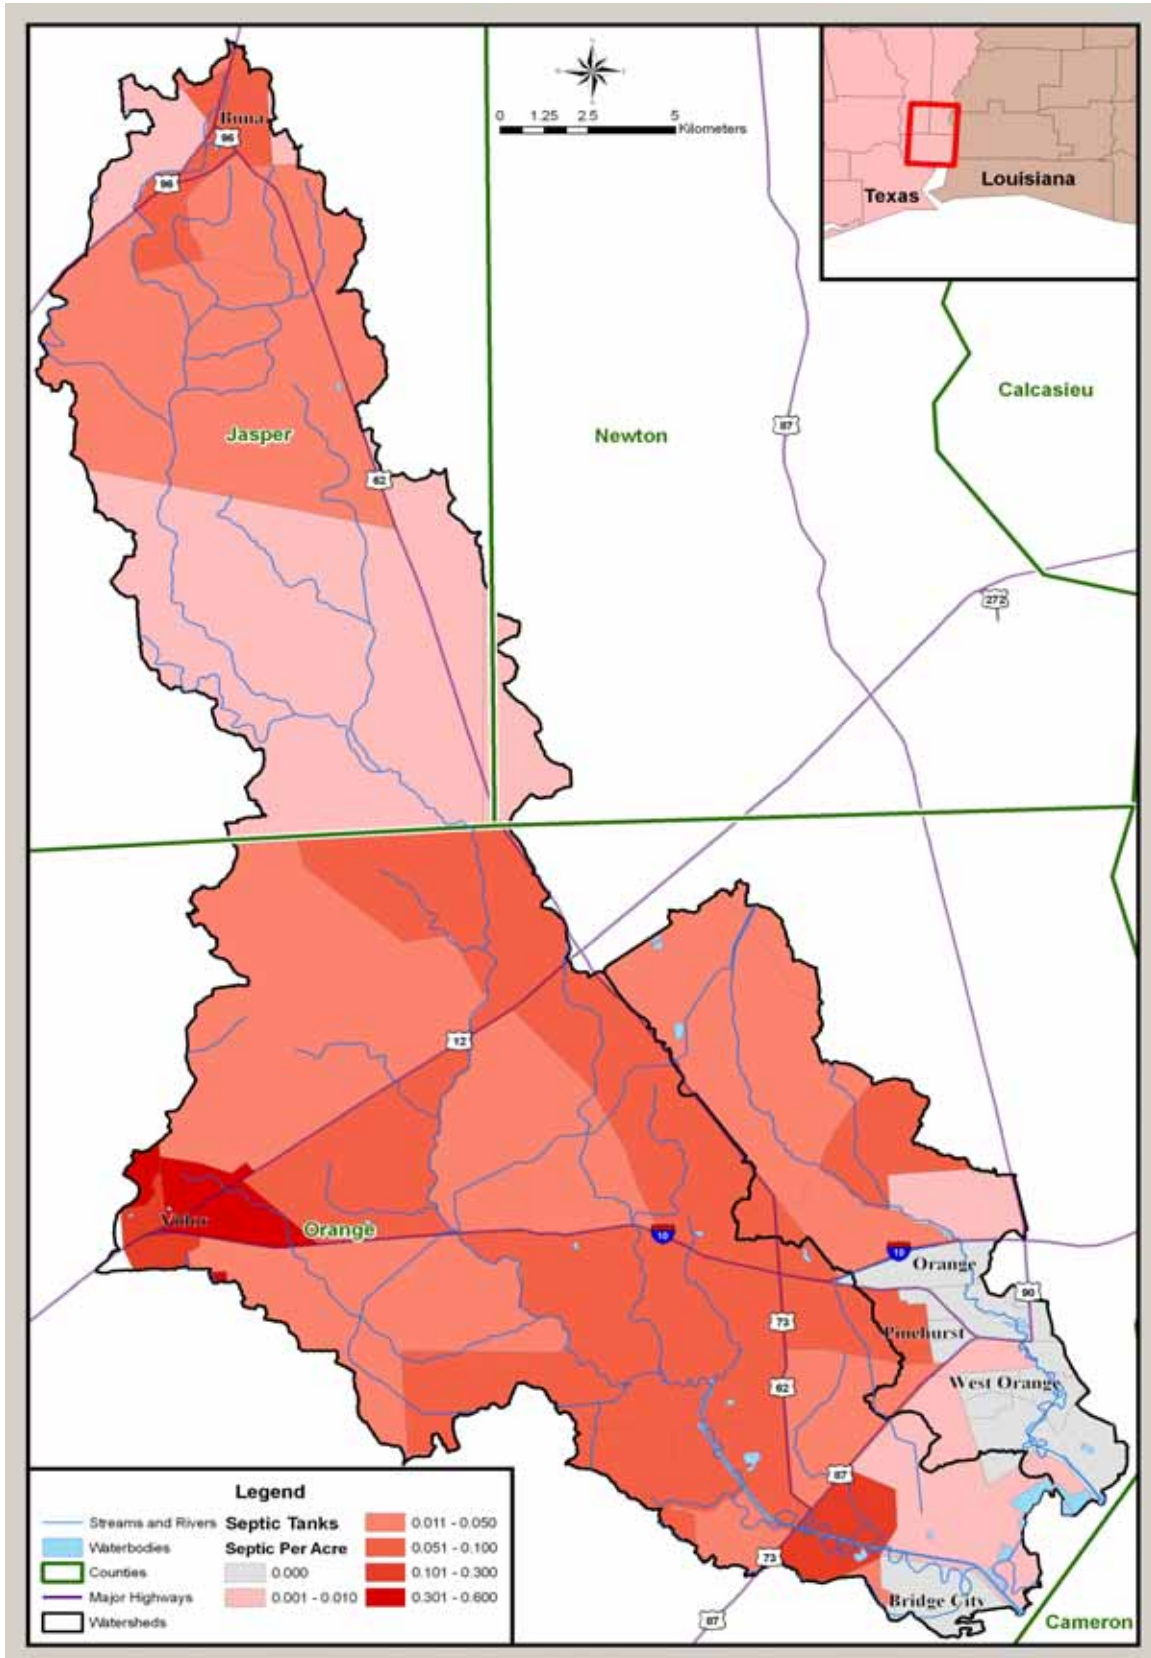 Buna
96
96
0 1.25 2.5 5
Kilometers
Texas
Louisiana
Calcasieu
Jasper
Newton
87
62
272
12
Vidor
Orange
10
10
Orange
90
73
Pinehurst
62
West Orange
87
73
Bridge City
87
Cameron
Legend
Streams and Rivers
Waterbodies
Counties
Major Highways
Watersheds
Septic Tanks
Septic Per Acre
0.000
0.001 - 0.010
0.011 - 0.050
0.051 - 0.100
0.101 - 0.300
0.301 - 0.600